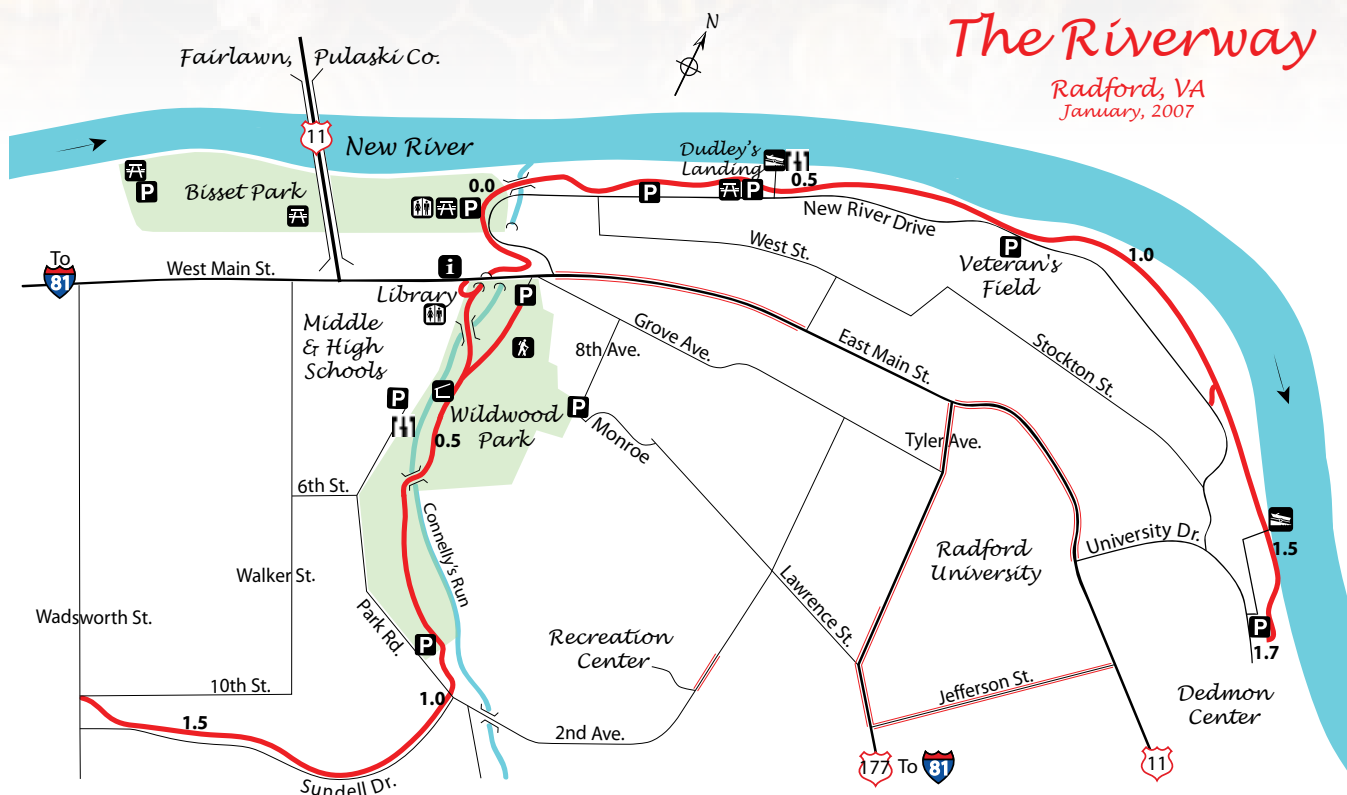 The Riverway
Radford, VA
January, 2007
N
Fairlawn, Pulaski Co.
11
New River
Dudley's
Landing
0.5
P
Bisset Park
0.0
P
P
P
New River Drive
West St.
P
Veteran's
Field
1.0
To
81
West Main St.
i
Library
P
Middle
& High
Schools
8th Ave.
Grove Ave.
East Main St.
Stockton St.
P
Wildwood
Park
P
Monroe
0.5
Tyler Ave.
6th St.
Connelly's Run
Radford
University
University Dr.
1.5
Walker St.
Wadsworth St.
Park Rd.
P
Recreation
Center
Lawrence St.
P
1.7
10th St.
1.0
Jefferson St.
Dedmon
Center
1.5
2nd Ave.
Sundell Dr.
177 To 81
11